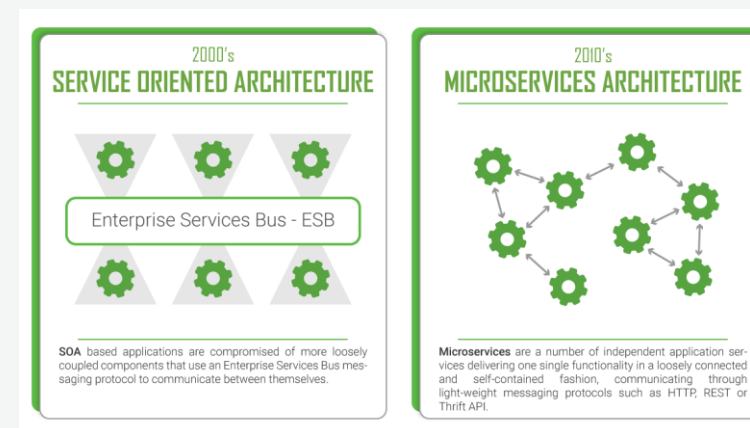 2000's
SERVICE ORIENTED ARCHITECTURE
Enterprise Services Bus - ESB
SOA based applications are compromised of more loosely
coupled components that use an Enterprise Services Bus mes-
saging protocol to communicate between themselves.
2010's
MICROSERVICES ARCHITECTURE
Microservices are a number of independent application ser-
vices delivering one single functionality in a loosely connected
and self-contained fashion, communicating through
light-weight messaging protocols such as HTTP, REST or
Thrift API.